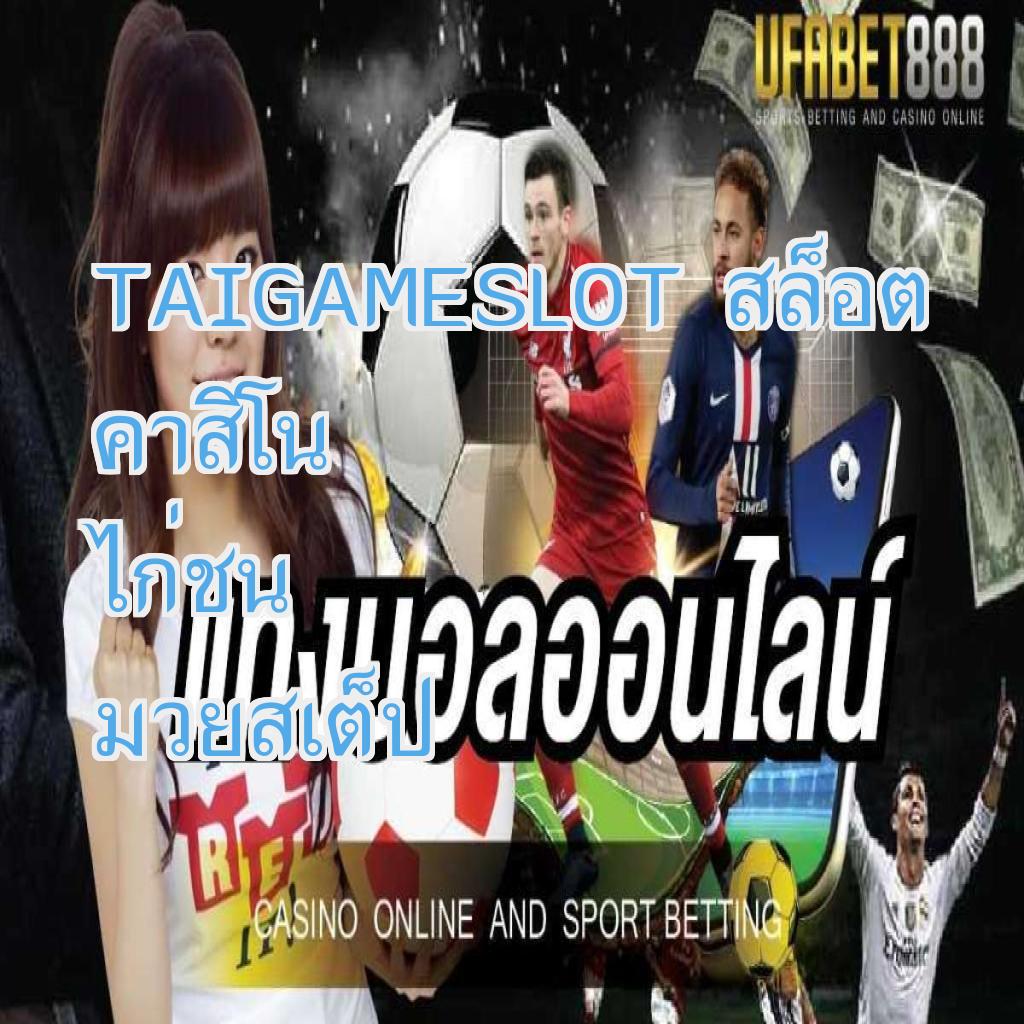 UFABET888
SPORTS BETTING AND CASINO ONLINE
TAIGAMESLOT สล็อต
คาสิโน
ไก่ชน
แทงบอลออนไลน์
มวยสเต็ป
CASINO ONLINE AND SPORT BETTING